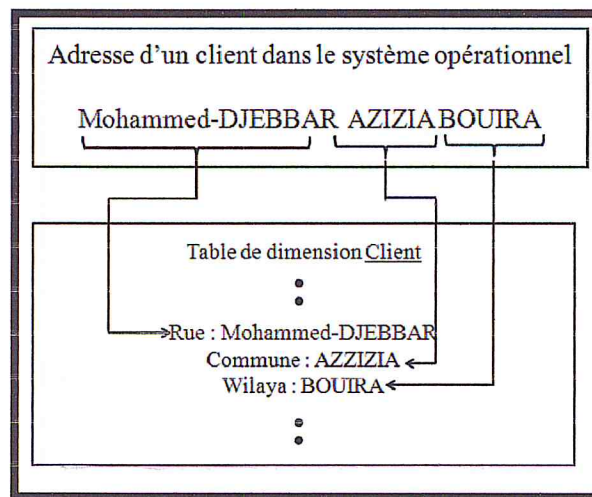 Adresse d'un client dans le système opérationnel
Mohammed-DJEBBAR AZIZIA BOUIRA
Table de dimension Client
Rue : Mohammed-DJEBBAR
Commune : AZZIZIA
Wilaya : BOUIRA